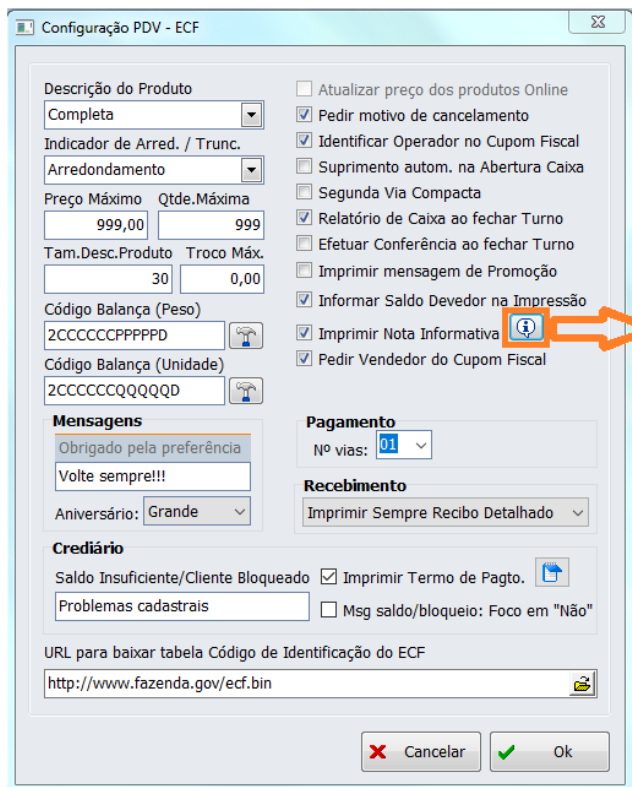 Configuração PDV - ECF
Descrição do Produto
Completa
Indicador de Arred. / Trunc.
Arredondamento
Preço Máximo Qtde.Máxima
999,00 999
Tam.Desc.Produto Troco Máx.
30 0,00
Código Balança (Peso)
2CCCCCCPPPPPD
Código Balança (Unidade)
2CCCCCCQQQQQD
Atualizar preço dos produtos Online
Pedir motivo de cancelamento
Identificar Operador no Cupom Fiscal
Suprimento autom. na Abertura Caixa
Segunda Via Compacta
Relatório de Caixa ao fechar Turno
Efetuar Conferência ao fechar Turno
Imprimir mensagem de Promoção
Informar Saldo Devedor na Impressão
Imprimir Nota Informativa
Pedir Vendedor do Cupom Fiscal
Mensagens
Obrigado pela preferência
Volte sempre!!!
Aniversário: Grande
Pagamento
Nº vias: 01
Recebimento
Imprimir Sempre Recibo Detalhado
Crediário
Saldo Insuficiente/Cliente Bloqueado Imprimir Termo de Pagto.
Problemas cadastrais Msg saldo/bloqueio: Foco em "Não"
URL para baixar tabela Código de Identificação do ECF
http://www.fazenda.gov/ecf.bin
Cancelar Ok